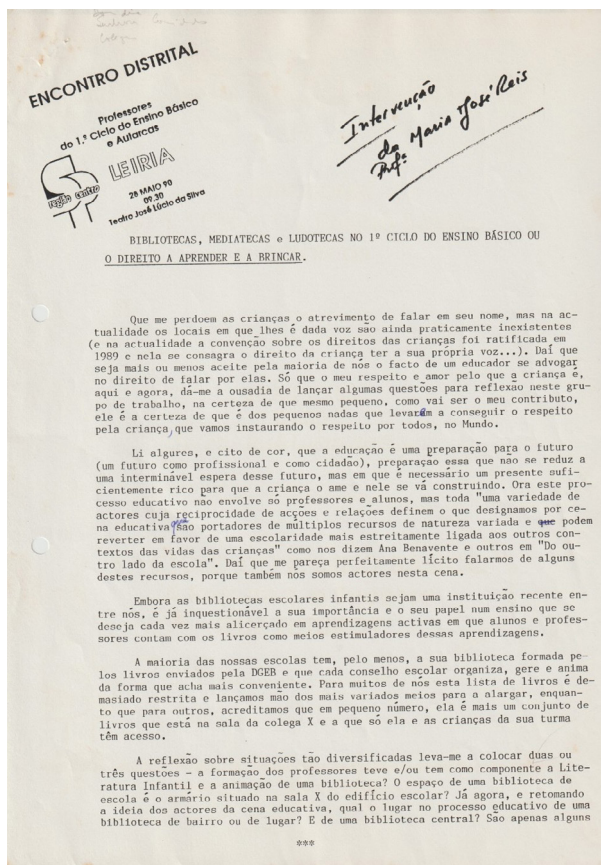 ENCONTRO DISTRITAL
Professores
do 1.º Ciclo do Ensino Básico
e Autarcas
região centro
LEIRIA
28 MAIO 90
09.30
Teatro José Lúcio da Silva
Intervenção
da
Profª. Maria José Reis
BIBLIOTECAS, MEDIATECAS e LUDOTECAS NO 1º CICLO DO ENSINO BÁSICO OU
O DIREITO A APRENDER E A BRINCAR.
Que me perdoem as crianças o atrevimento de falar em seu nome, mas na ac-
tualidade os locais em que lhes é dada voz são ainda praticamente inexistentes
(e na actualidade a convenção sobre os direitos das crianças foi ratificada em
1989 e nela se consagra o direito da criança ter a sua própria voz...). Daí que
seja mais ou menos aceite pela maioria de nós o facto de um educador se advogar
no direito de falar por elas. Só que o meu respeito e amor pelo que a criança é,
aqui e agora, dá-me a ousadia de lançar algumas questões para reflexão neste gru-
po de trabalho, na certeza de que mesmo pequeno, como vai ser o meu contributo,
ele é a certeza de que é dos pequenos nadas que levarem a conseguir o respeito
pela criança, que vamos instaurando o respeito por todos, no Mundo.
Li algures, e cito de cor, que a educação é uma preparação para o futuro
(um futuro como profissional e como cidadão), preparação essa que não se reduz a
uma interminável espera desse futuro, mas em que é necessário um presente sufi-
cientemente rico para que a criança o ame e nele se vá construindo. Ora este pro-
cesso educativo não envolve só professores e alunos, mas toda "uma variedade de
actores cuja reciprocidade de acções e relações definem o que designamos por ce-
na educativa que são portadores de múltiplos recursos de natureza variada e que podem
reverter em favor de uma escolaridade mais estreitamente ligada aos outros con-
textos das vidas das crianças" como nos dizem Ana Benavente e outros em "Do ou-
tro lado da escola". Daí que me pareça perfeitamente lícito falarmos de alguns
destes recursos, porque também nós somos actores nesta cena.
Embora as bibliotecas escolares infantia sejam uma instituição recente en-
tre nós, é já inquestionável a sua importância e o seu papel num ensino que se
deseja cada vez mais alicerçado em aprendizagens activas em que alunos e profes-
sores contam com os livros como meios estimuladores dessas aprendizagens.
A maioria das nossas escolas tem, pelo menos, a sua biblioteca formada pe-
los livros enviados pela DGEB e que cada conselho escolar organiza, gere e anima
da forma que acha mais conveniente. Para muitos de nós esta lista de livros é de-
masiado restrita e lançamos mão dos mais variados meios para a alargar, enquan-
to que para outros, acreditamos que em pequeno número, ela é mais um conjunto de
livros que está na sala da colega X e a que só ela e as crianças da sua turma
têm acesso.
A reflexão sobre situações tão diversificadas leva-me a colocar duas ou
três questões - a formação dos professores teve e/ou tem como componente a Lite-
ratura Infantil e a animação de uma biblioteca? O espaço de uma biblioteca de
escola é o armário situado na sala X do edifício escolar? Já agora, e retomando
a ideia dos actores da cena educativa, qual o lugar no processo educativo de uma
biblioteca de bairro ou de lugar? E de uma biblioteca central? São apenas alguns
***